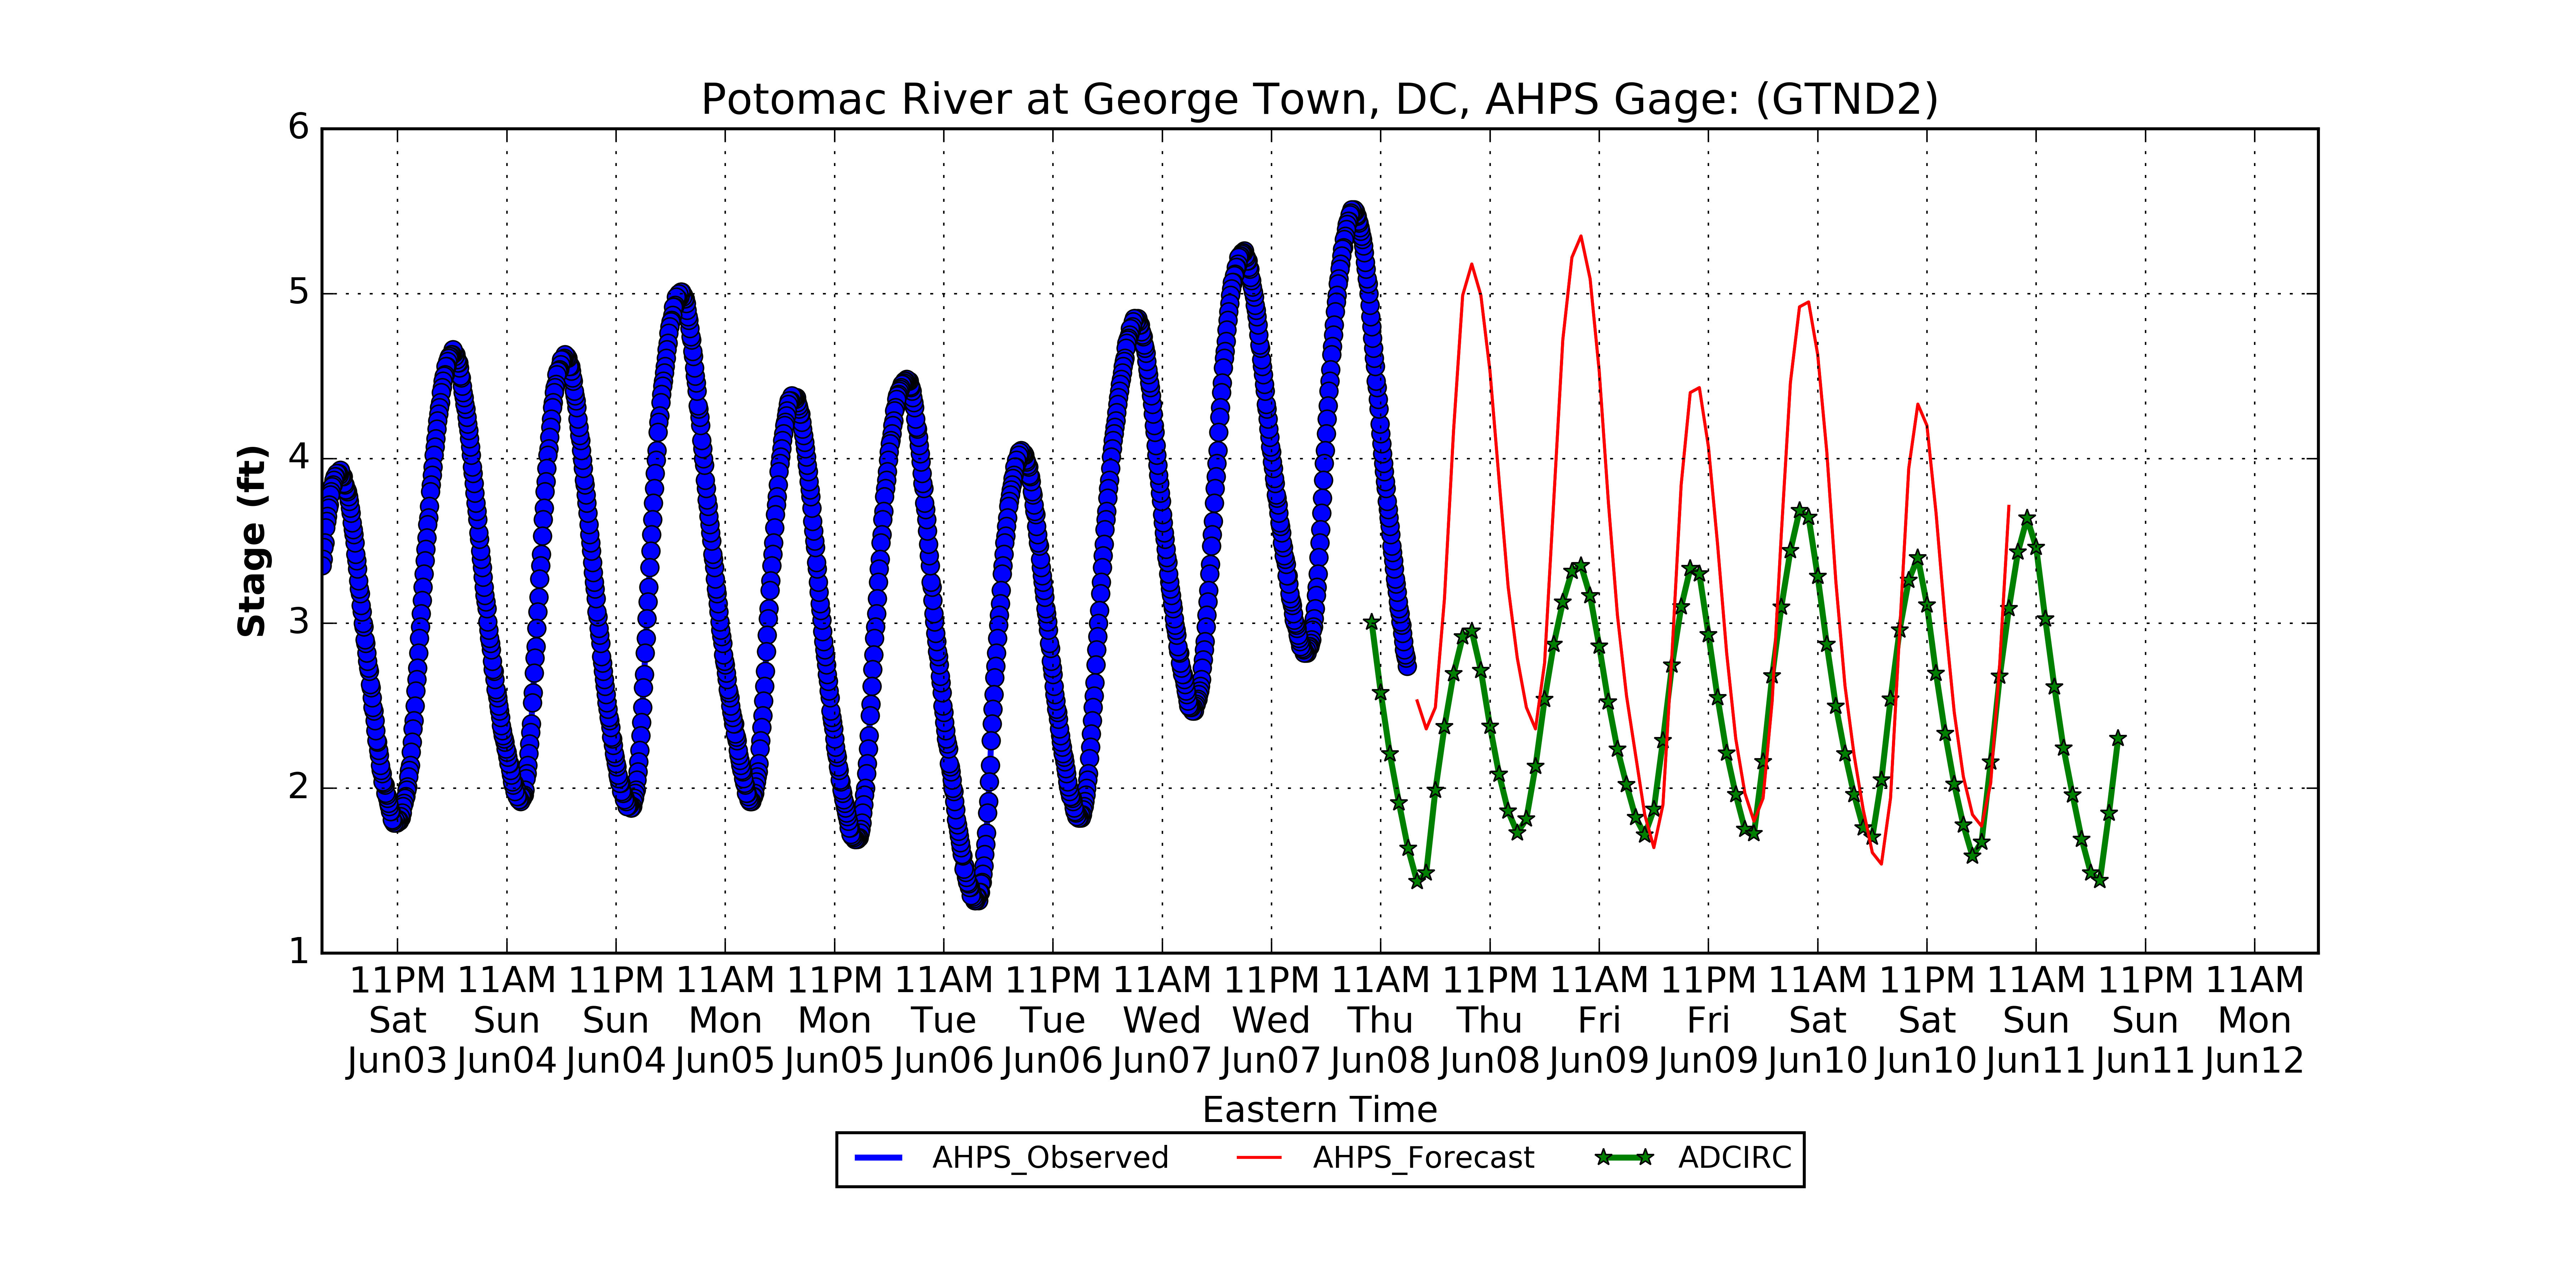 Potomac River at George Town, DC, AHPS Gage: (GTND2)
6
5
4
3
2
1
Stage (ft)
11PM 11AM 11PM 11AM 11PM 11AM 11PM 11AM 11PM 11AM 11PM 11AM 11PM 11AM 11PM 11AM 11PM 11AM
Sat Sun Sun Mon Mon Tue Tue Wed Wed Thu Thu Fri Fri Sat Sat Sun Sun Mon
Jun03 Jun04 Jun04 Jun05 Jun05 Jun06 Jun06 Jun07 Jun07 Jun08 Jun08 Jun09 Jun09 Jun10 Jun10 Jun11 Jun11 Jun12
Eastern Time
AHPS_Observed AHPS_Forecast ADCIRC